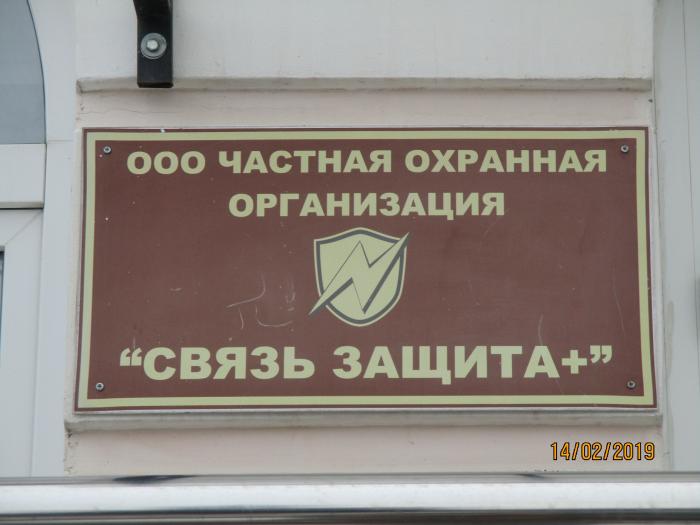 ООО ЧАСТНАЯ ОХРАННАЯ
ОРГАНИЗАЦИЯ
“СВЯЗЬ ЗАЩИТА+”
14/02/2019